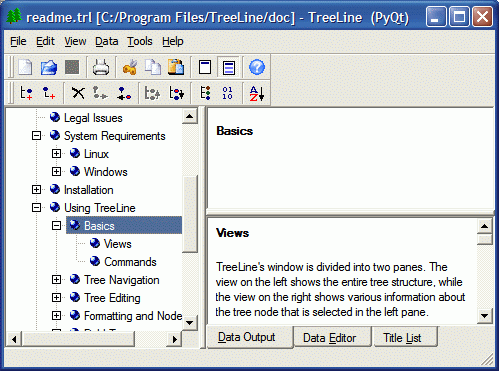 readme.trl [C:/Program Files/TreeLine/doc] - TreeLine (PyQt)
File Edit View Data Tools Help
Legal Issues
System Requirements
Linux
Windows
Installation
Using TreeLine
Basics
Views
Commands
Tree Navigation
Tree Editing
Formatting and Node
Basics
Views
TreeLine's window is divided into two panes. The
view on the left shows the entire tree structure, while
the view on the right shows various information about
the tree node that is selected in the left pane.
Data Output Data Editor Title List